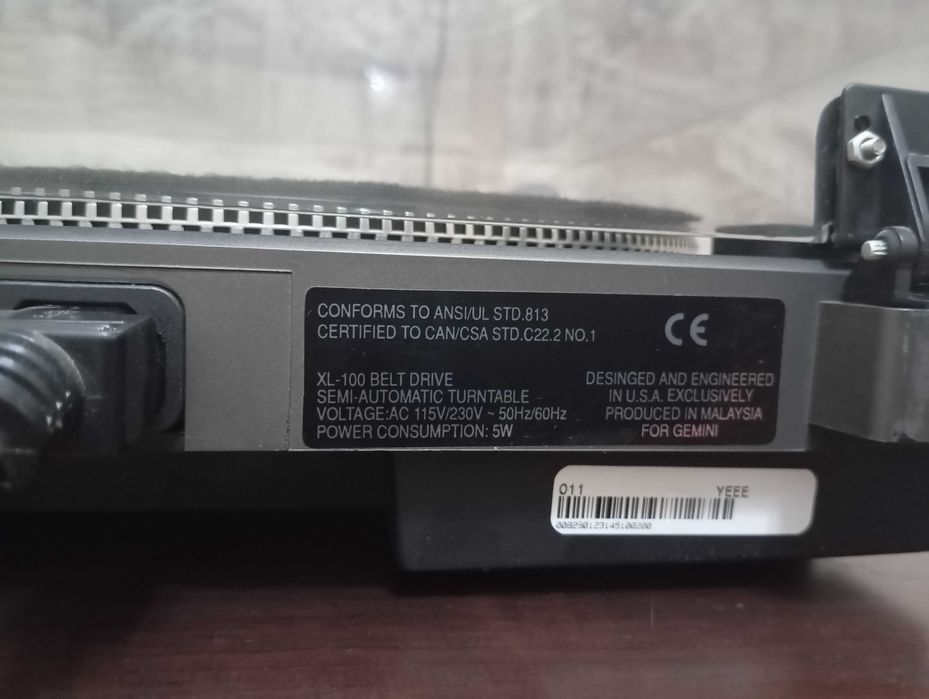 CONFORMS TO ANSI/UL STD.813
CERTIFIED TO CAN/CSA STD.C22.2 NO.1
CE
XL-100 BELT DRIVE
SEMI-AUTOMATIC TURNTABLE
VOLTAGE:AC 115V/230V ~ 50Hz/60Hz
POWER CONSUMPTION: 5W
DESINGED AND ENGINEERED
IN U.S.A. EXCLUSIVELY
PRODUCED IN MALAYSIA
FOR GEMINI
011 YEEE
008290123145100200